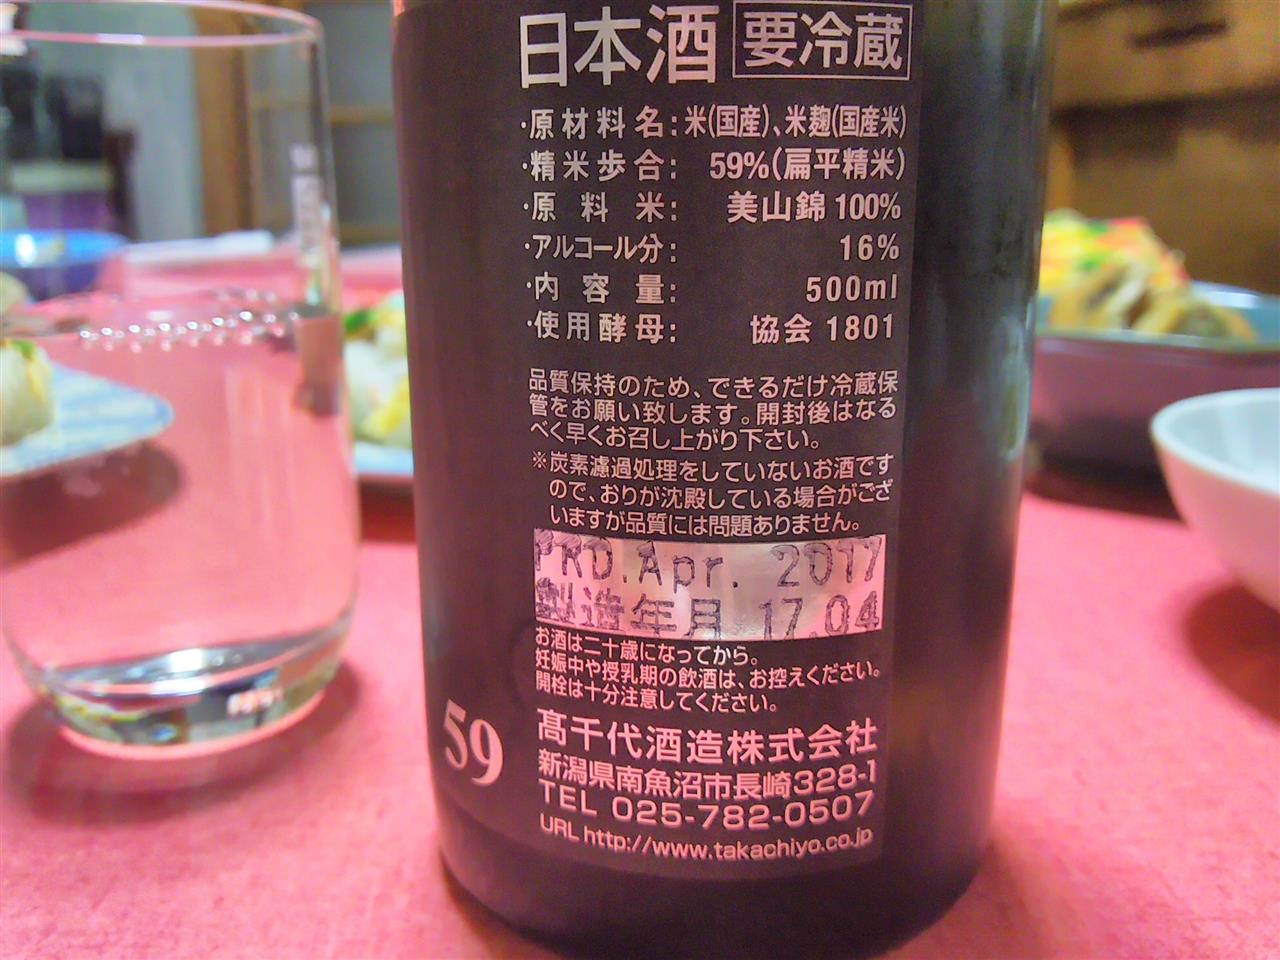 日本酒 要冷蔵
・原材料名：米(国産)、米麹(国産米)
・精米歩合： 59%(扁平精米)
・原料米： 美山錦 100%
・アルコール分： 16%
・内容量： 500ml
・使用酵母： 協会 1801
品質保持のため、できるだけ冷蔵保
管をお願い致します。開封後はなる
べく早くお召し上がり下さい。
※炭素濾過処理をしていないお酒です
ので、おりが沈殿している場合がござ
いますが品質には問題ありません。
PRD.Apr. 2017
製造年月 17.04
お酒は二十歳になってから。
妊娠中や授乳期の飲酒は、お控えください。
開栓は十分注意してください。
59
髙千代酒造株式会社
新潟県南魚沼市長崎328-1
TEL 025-782-0507
URL http://www.takachiyo.co.jp